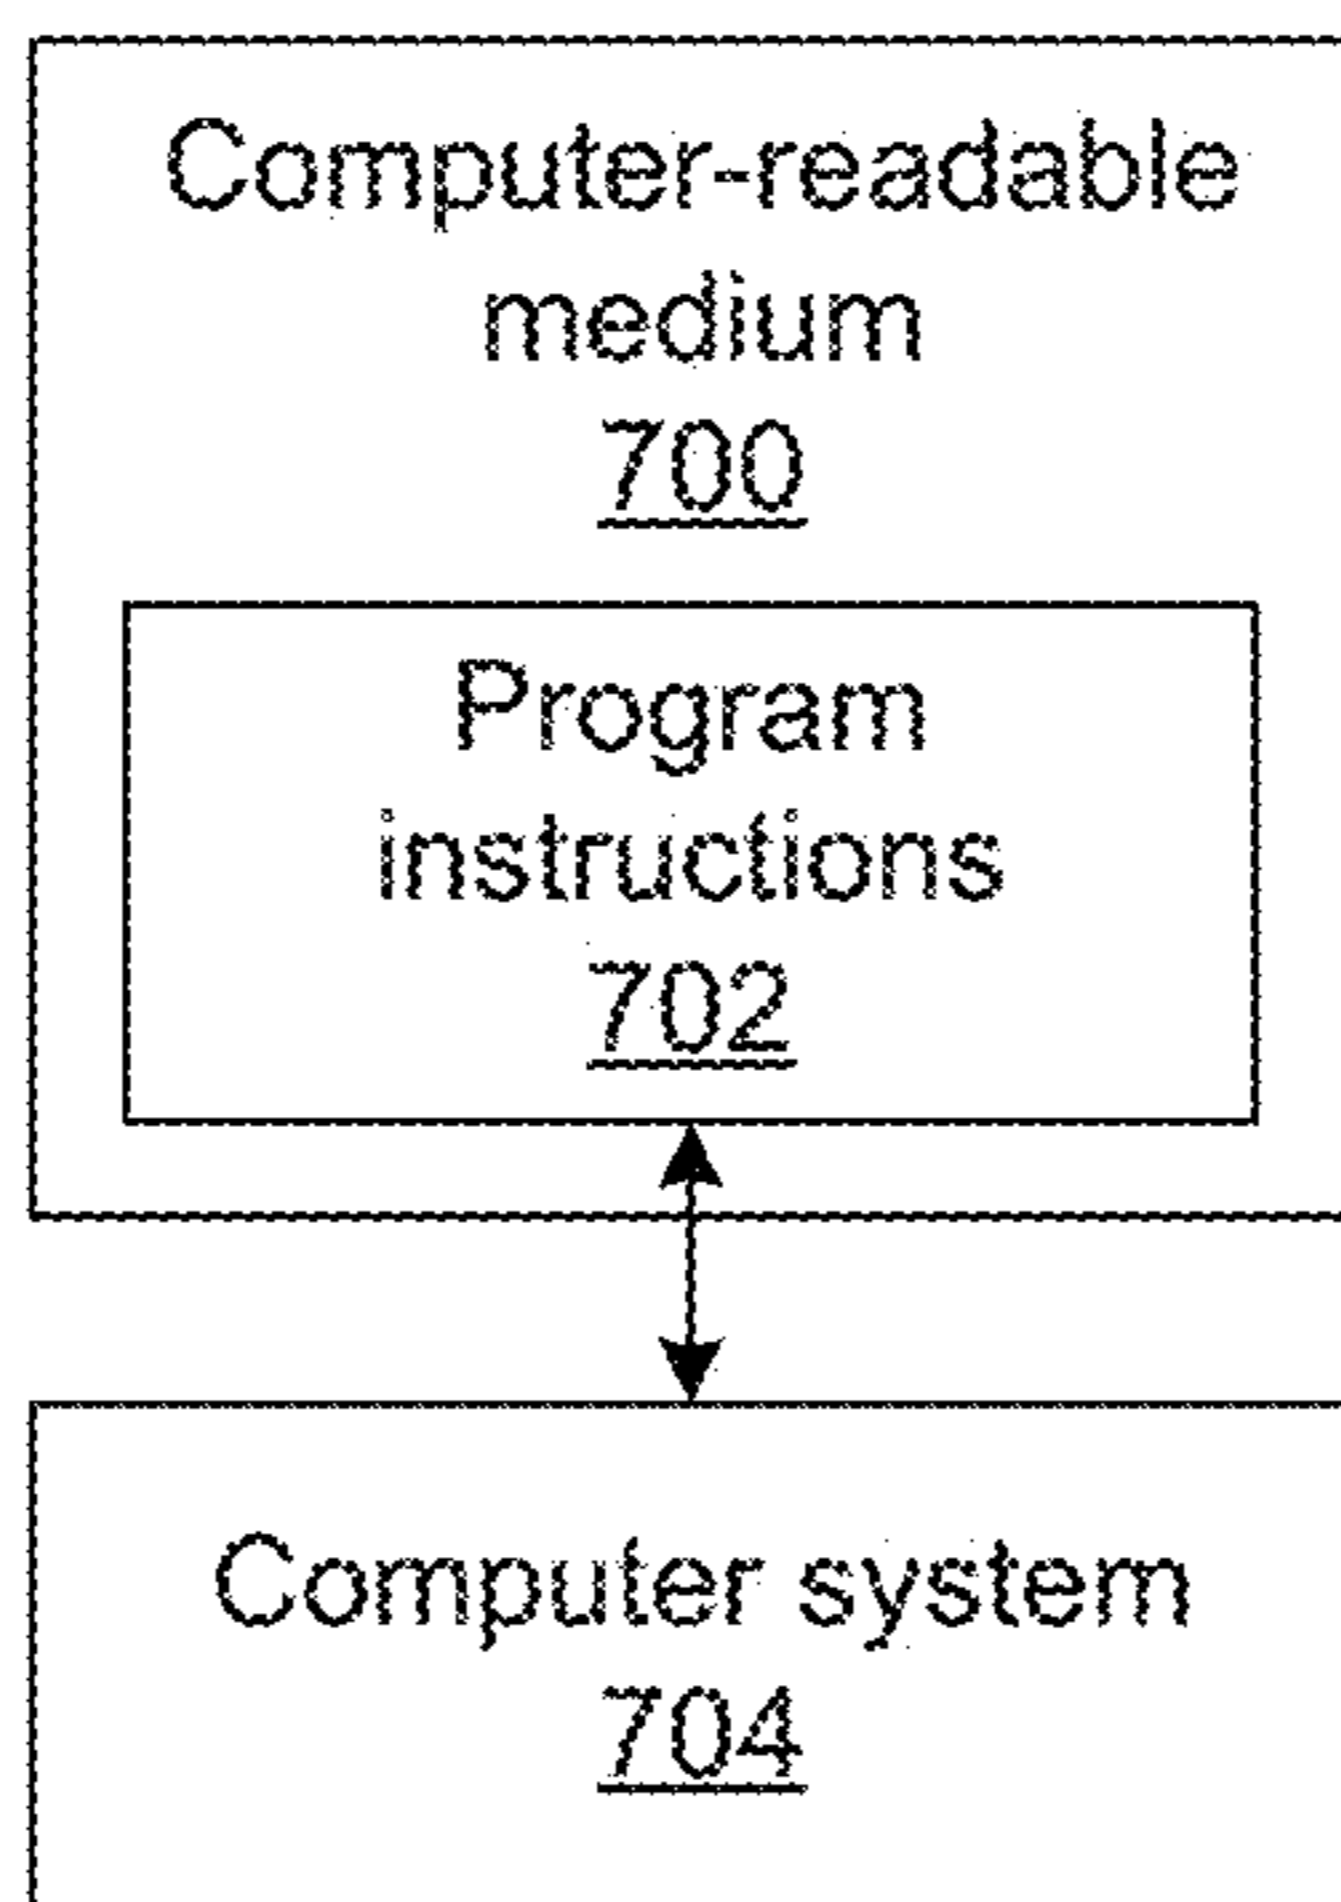 Computer-readable
medium
700
Program
instructions
702
Computer system
704